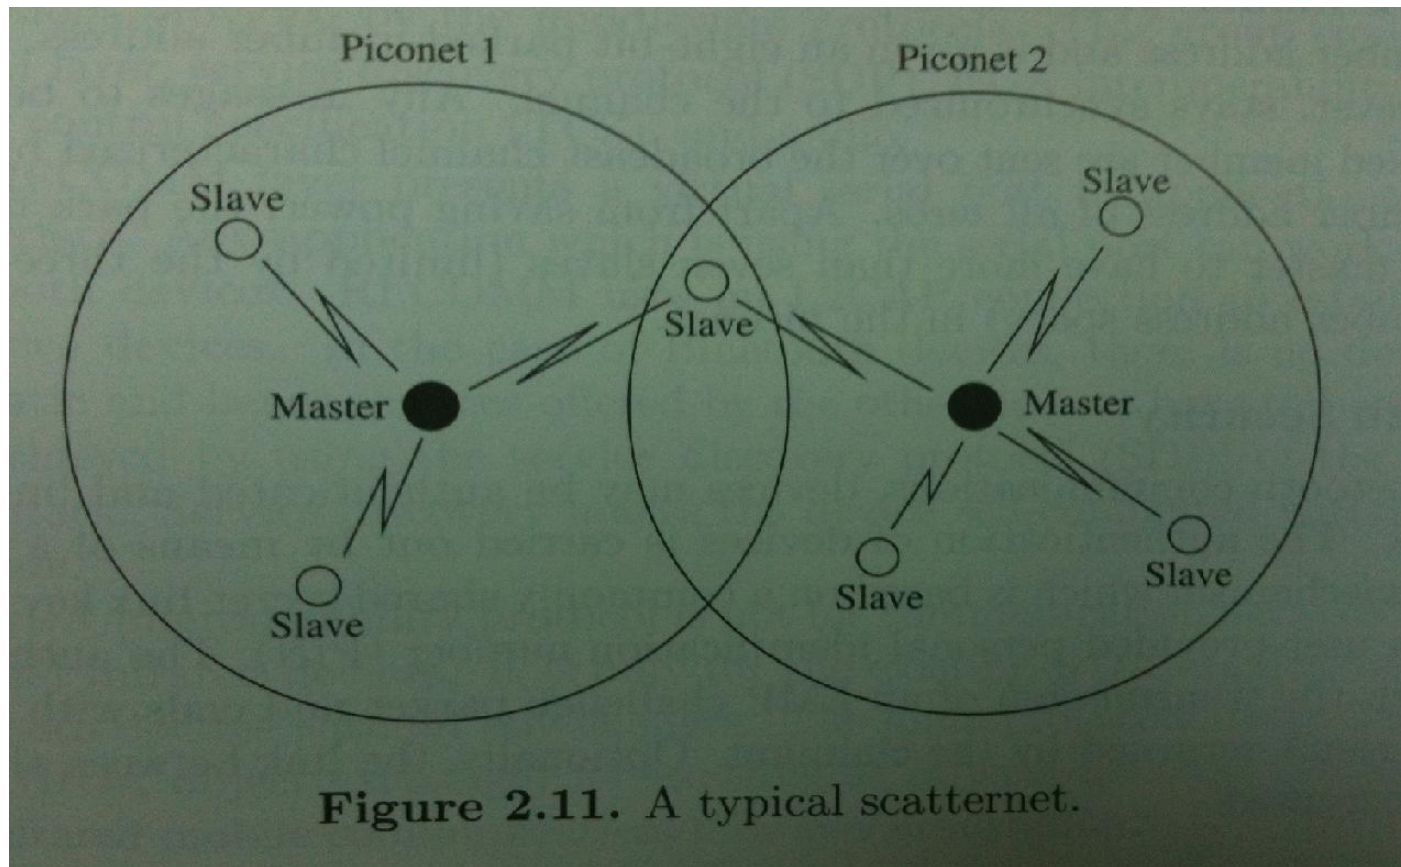 Piconet 1
Piconet 2
Slave
Slave
Slave
Master
Master
Slave
Slave
Slave
Figure 2.11. A typical scatternet.